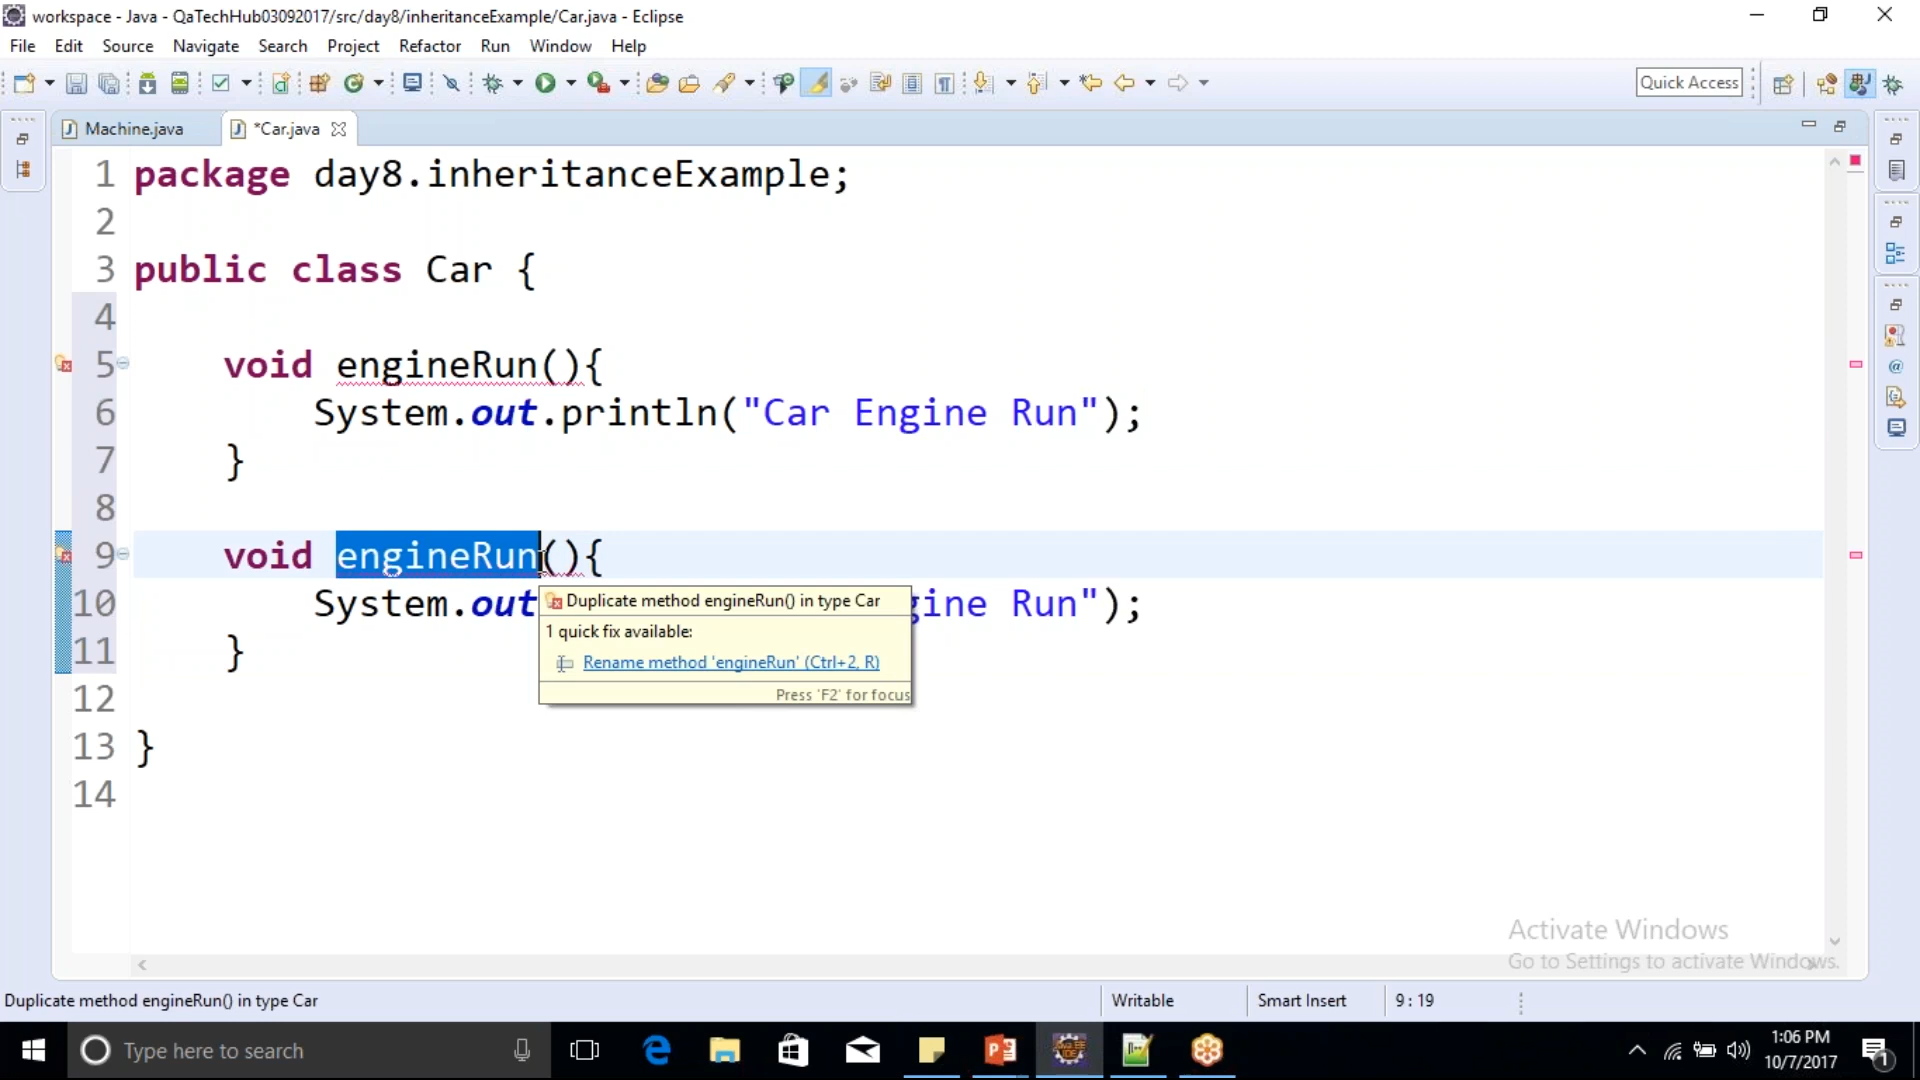 workspace - Java - QaTechHub03092017/src/day8/inheritanceExample/Car.java - Eclipse
File Edit Source Navigate Search Project Refactor Run Window Help
Quick Access
Machine.java *Car.java
1 package day8.inheritanceExample;
2
3 public class Car {
4
5 void engineRun(){
6 System.out.println("Car Engine Run");
7 }
8
9 void engineRun(){
10 System.out gine Run");
11 }
12
13 }
14
Duplicate method engineRun() in type Car
1 quick fix available:
Rename method 'engineRun' (Ctrl+2, R)
Press 'F2' for focus
Activate Windows
Go to Settings to activate Windows.
Duplicate method engineRun() in type Car Writable Smart Insert 9 : 19
Type here to search 1:06 PM
10/7/2017 1